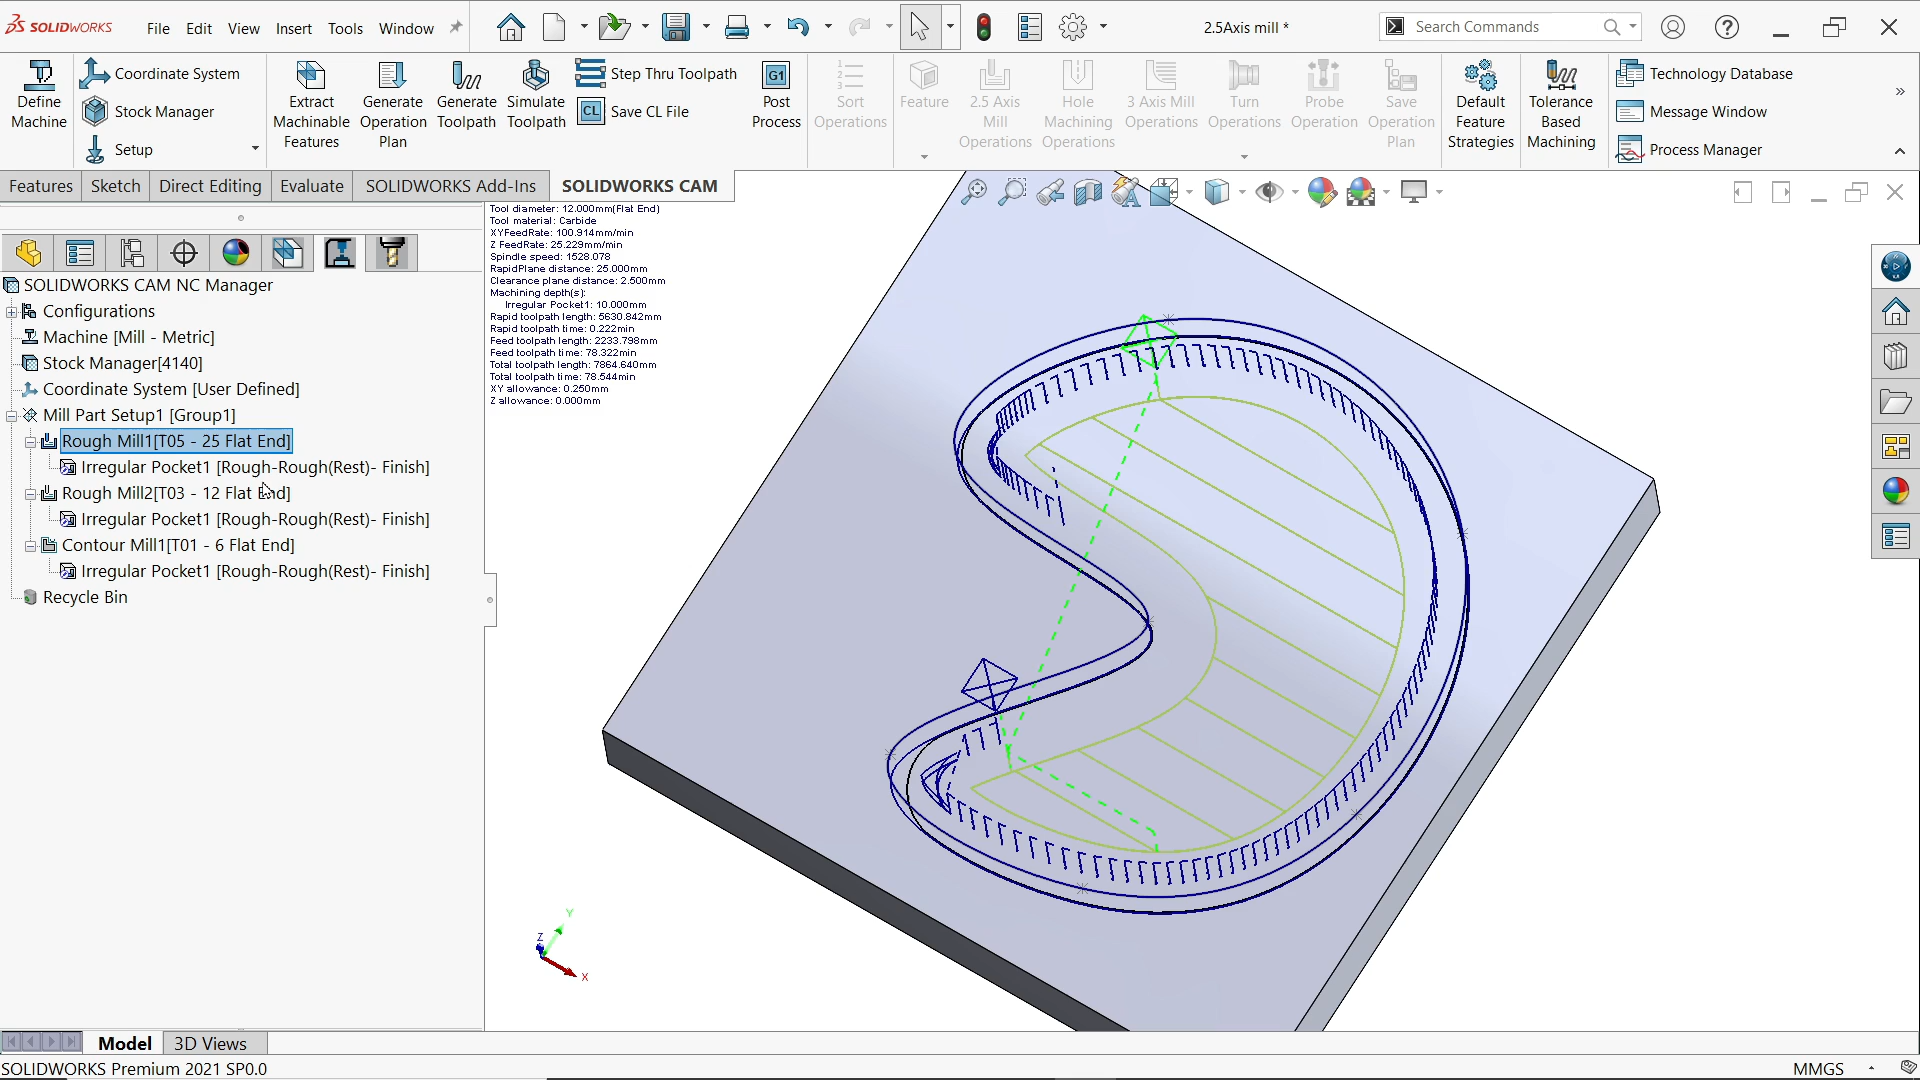 SOLIDWORKS File Edit View Insert Tools Window 2.5Axis mill * Search Commands
Define Machine
Coordinate System
Stock Manager
Setup
Extract Machinable Features
Generate Operation Plan
Generate Toolpath
Simulate Toolpath
Step Thru Toolpath
CL Save CL File
G1 Post Process
Sort Operations
Feature
2.5 Axis Mill Operations
Hole Machining Operations
3 Axis Mill Operations
Turn Operations
Probe Operation
Save Operation Plan
Default Feature Strategies
Tolerance Based Machining
Technology Database
Message Window
Process Manager
Features Sketch Direct Editing Evaluate SOLIDWORKS Add-Ins SOLIDWORKS CAM
SOLIDWORKS CAM NC Manager
Configurations
Machine [Mill - Metric]
Stock Manager[4140]
Coordinate System [User Defined]
Mill Part Setup1 [Group1]
Rough Mill1[T05 - 25 Flat End]
Irregular Pocket1 [Rough-Rough(Rest)- Finish]
Rough Mill2[T03 - 12 Flat End]
Irregular Pocket1 [Rough-Rough(Rest)- Finish]
Contour Mill1[T01 - 6 Flat End]
Irregular Pocket1 [Rough-Rough(Rest)- Finish]
Recycle Bin
Tool diameter: 12.000mm(Flat End)
Tool material: Carbide
XYFeedRate: 100.914mm/min
Z FeedRate: 25.229mm/min
Spindle speed: 1528.078
RapidPlane distance: 25.000mm
Clearance plane distance: 2.500mm
Machining depth(s):
Irregular Pocket1: 10.000mm
Rapid toolpath length: 5630.842mm
Rapid toolpath time: 0.222min
Feed toolpath length: 2233.798mm
Feed toolpath time: 78.322min
Total toolpath length: 7864.640mm
Total toolpath time: 78.544min
XY allowance: 0.250mm
Z allowance: 0.000mm
Y
Z
X
Model 3D Views
SOLIDWORKS Premium 2021 SP0.0 MMGS